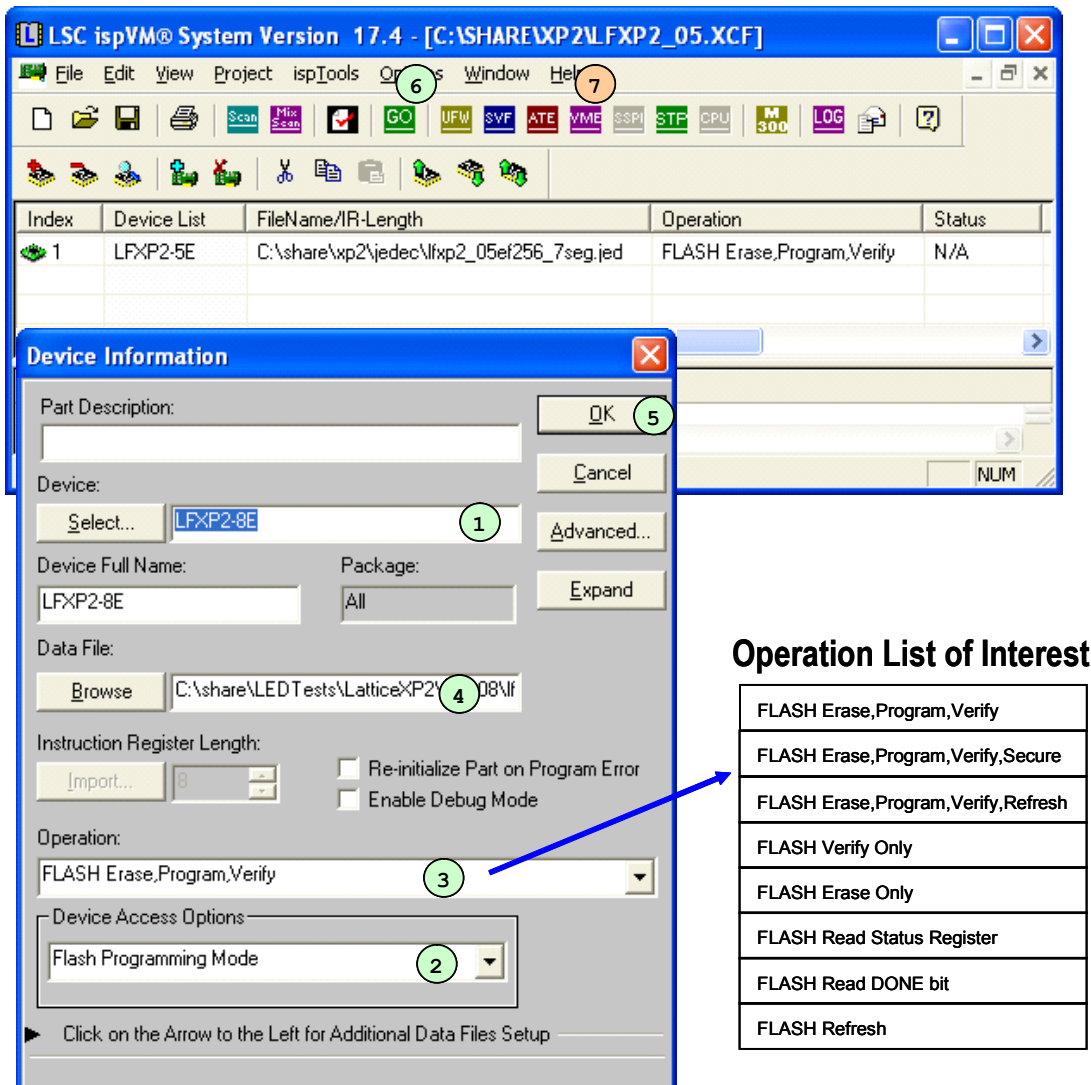 LSC ispVM® System Version 17.4 - [C:\SHARE\XP2\LFXP2_05.XCF]
File Edit View Project ispTools Window
6
7
Scan Mix Scan GO UFW SVF ATE VME SSPI STP CPU M 300 LOG
Index Device List FileName/IR-Length Operation Status
1 LFXP2-5E C:\share\xp2\jedec\lfxp2_05ef256_7seg.jed FLASH Erase,Program,Verify N/A
NUM
Device Information
Part Description:
OK 5
Cancel
Device:
Select... LFXP2-8E 1
Advanced...
Device Full Name: Package:
LFXP2-8E All
Expand
Data File:
Browse C:\share\LEDTests\LatticeXP2\ 4 08\lf
Instruction Register Length:
Import... 8
Re-initialize Part on Program Error
Enable Debug Mode
Operation:
FLASH Erase,Program,Verify 3
Device Access Options
Flash Programming Mode 2
Click on the Arrow to the Left for Additional Data Files Setup
Operation List of Interest
FLASH Erase,Program,Verify
FLASH Erase,Program,Verify,Secure
FLASH Erase,Program,Verify,Refresh
FLASH Verify Only
FLASH Erase Only
FLASH Read Status Register
FLASH Read DONE bit
FLASH Refresh